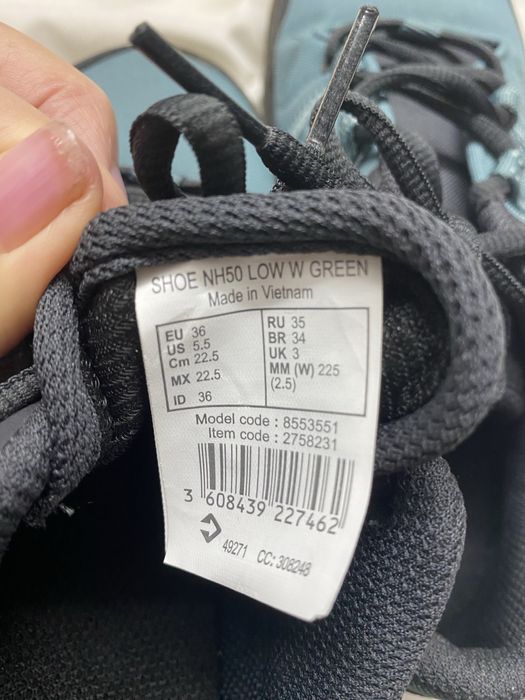 SHOE NH50 LOW W GREEN
Made in Vietnam
EU 36
US 5.5
Cm 22.5
MX 22.5
ID 36
RU 35
BR 34
UK 3
MM (W) 225
(2.5)
Model code : 8553551
Item code : 2758231
3 608439 227462
49271 CC: 308248